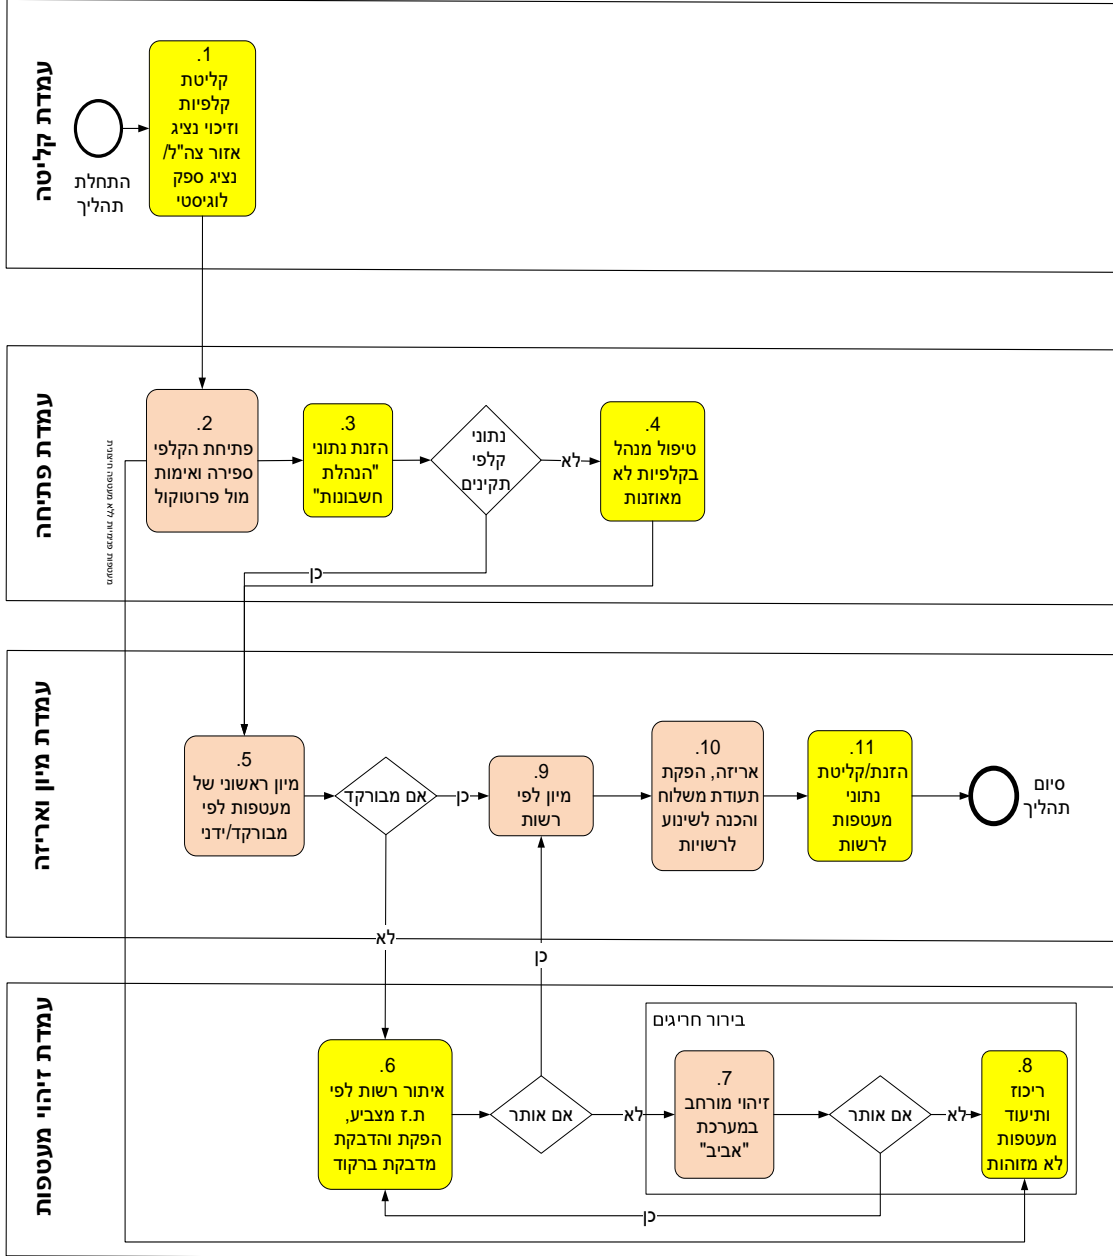 עמדת קליטה
התחלת
תהליך
.1
קליטת
קלפיות
וזיכוי נציג
אזור צה"ל/
נציג ספק
לוגיסטי
עמדת פתיחה
מעטפות פנימיות ללא מעטפה חיצונית
.2
פתיחת הקלפי
ספירה ואימות
מול פרוטוקול
.3
הזנת נתוני
"הנהלת
חשבונות"
נתוני
קלפי
תקינים
לא
.4
טיפול מנהל
בקלפיות לא
מאוזנות
כן
עמדת מיון ואריזה
.5
מיון ראשוני של
מעטפות לפי
מבורקד/ידני
אם מבורקד
כן
.9
מיון לפי
רשות
.10
אריזה, הפקת
תעודת משלוח
והכנה לשינוע
לרשויות
.11
הזנת/קליטת
נתוני
מעטפות
לרשות
סיום
תהליך
לא
כן
עמדת זיהוי מעטפות
.6
איתור רשות לפי
ת.ז מצביע,
הפקת והדבקת
מדבקת ברקוד
אם אותר
לא
בירור חריגים
.7
זיהוי מורחב
במערכת
"אביב"
אם אותר
לא
.8
ריכוז
ותיעוד
מעטפות
לא מזוהות
כן